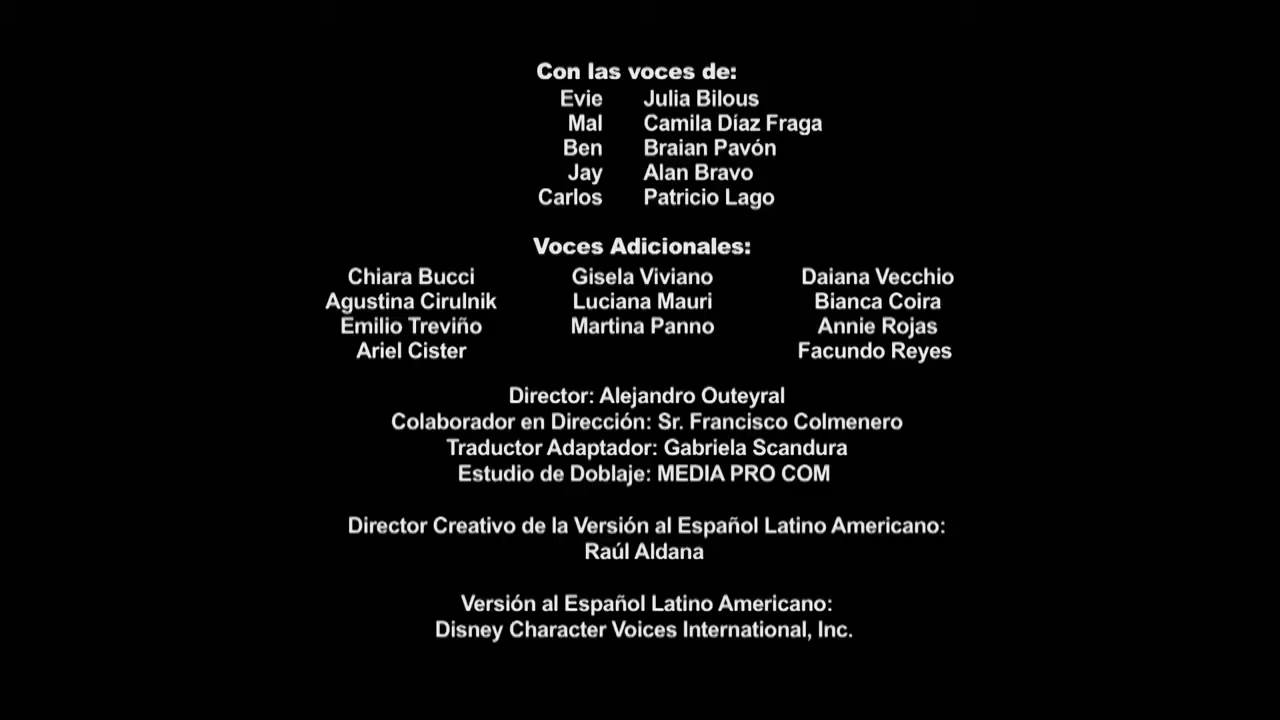 Con las voces de:
Evie Julia Bilous
Mal Camila Díaz Fraga
Ben Braian Pavón
Jay Alan Bravo
Carlos Patricio Lago
Voces Adicionales:
Chiara Bucci Gisela Viviano Daiana Vecchio
Agustina Cirulnik Luciana Mauri Bianca Coira
Emilio Treviño Martina Panno Annie Rojas
Ariel Cister Facundo Reyes
Director: Alejandro Outeyral
Colaborador en Dirección: Sr. Francisco Colmenero
Traductor Adaptador: Gabriela Scandura
Estudio de Doblaje: MEDIA PRO COM
Director Creativo de la Versión al Español Latino Americano:
Raúl Aldana
Versión al Español Latino Americano:
Disney Character Voices International, Inc.